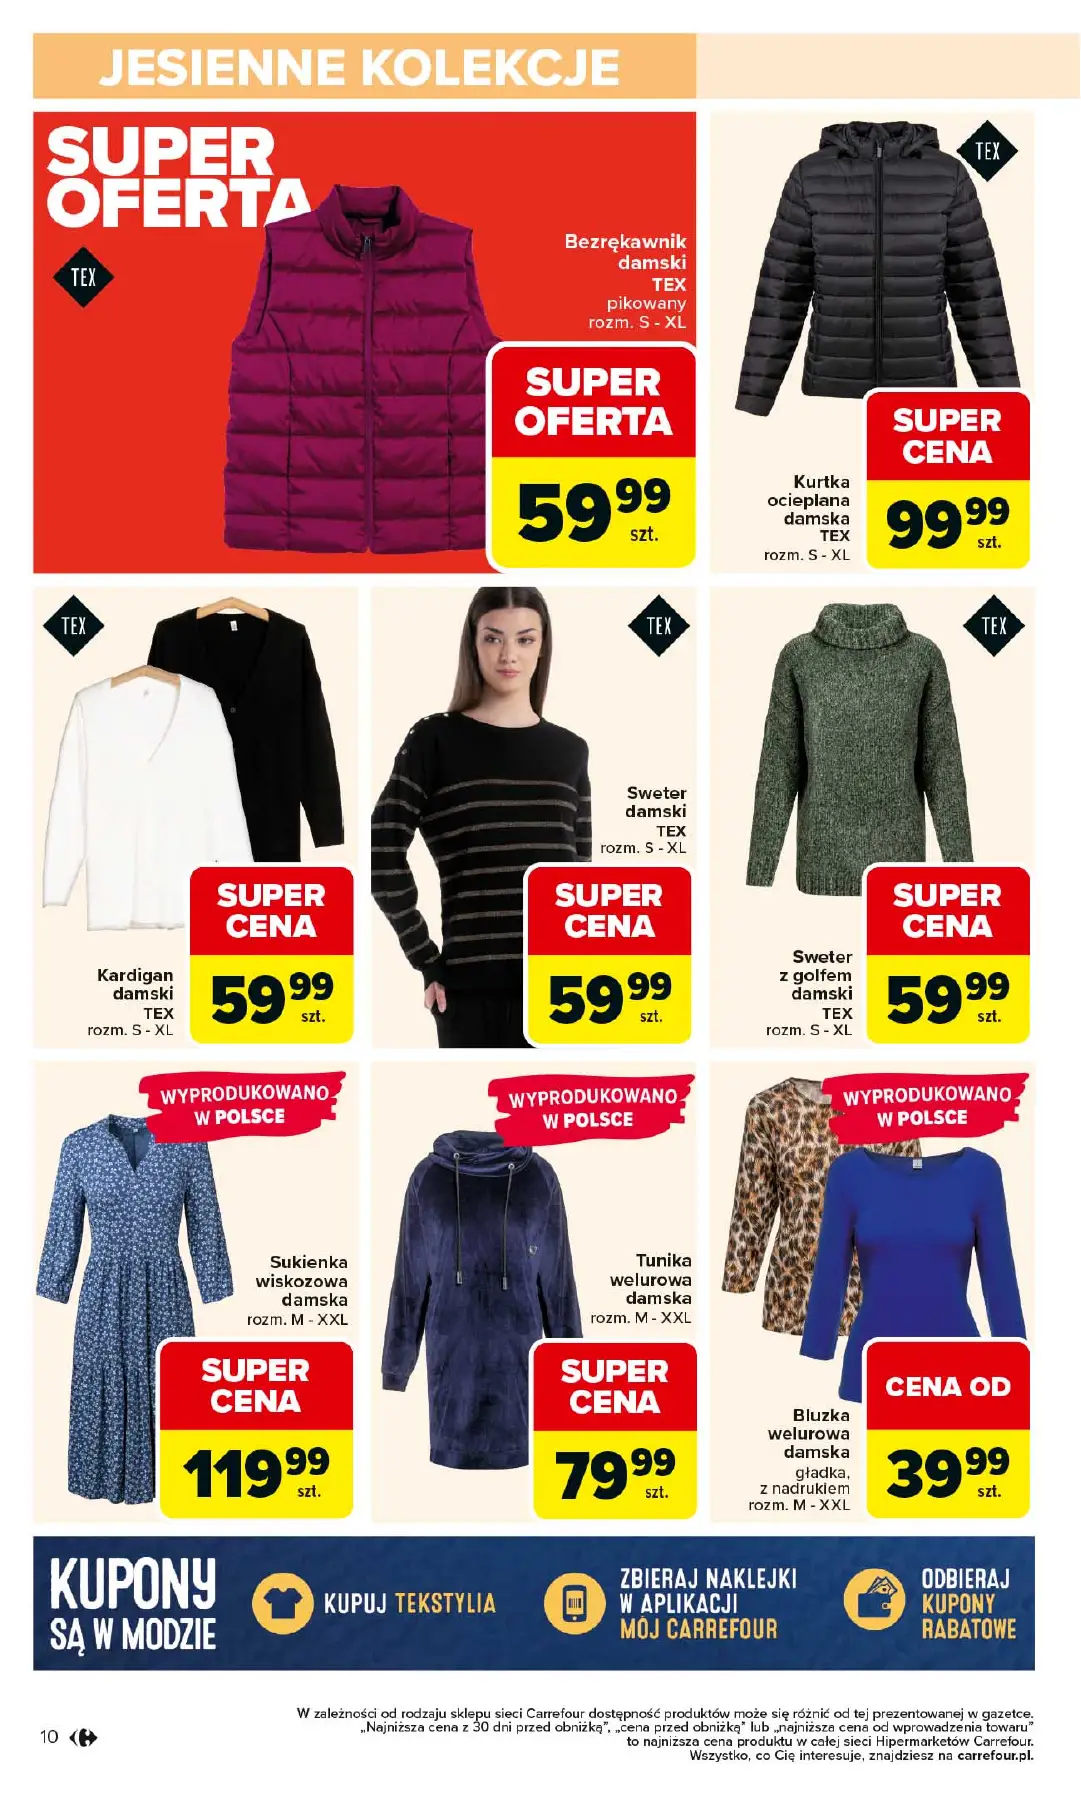 JESIENNE KOLEKCJE
SUPER
OFERTA
TEX
Bezrękawnik
damski
TEX
pikowany
rozm. S - XL
SUPER
OFERTA
59 99
szt.
TEX
Kurtka
ocieplana
damska
TEX
rozm. S - XL
SUPER
CENA
99 99
szt.
TEX
Kardigan
damski
TEX
rozm. S - XL
SUPER
CENA
59 99
szt.
TEX
Sweter
damski
TEX
rozm. S - XL
SUPER
CENA
59 99
szt.
TEX
Sweter
z golfem
damski
TEX
rozm. S - XL
SUPER
CENA
59 99
szt.
WYPRODUKOWANO
W POLSCE
Sukienka
wiskozowa
damska
rozm. M - XXL
SUPER
CENA
119 99
szt.
WYPRODUKOWANO
W POLSCE
Tunika
welurowa
damska
rozm. M - XXL
SUPER
CENA
79 99
szt.
WYPRODUKOWANO
W POLSCE
Bluzka
welurowa
damska
gładka,
z nadrukiem
rozm. M - XXL
CENA OD
39 99
szt.
KUPONY
SĄ W MODZIE
KUPUJ TEKSTYLIA
ZBIERAJ NAKLEJKI
W APLIKACJI
MÓJ CARREFOUR
ODBIERAJ
KUPONY
RABATOWE
W zależności od rodzaju sklepu sieci Carrefour dostępność produktów może się różnić od tej prezentowanej w gazetce.
„Najniższa cena z 30 dni przed obniżką”, „cena przed obniżką” lub „najniższa cena od wprowadzenia towaru”
to najniższa cena produktu w całej sieci Hipermarketów Carrefour.
Wszystko, co Cię interesuje, znajdziesz na carrefour.pl.
10